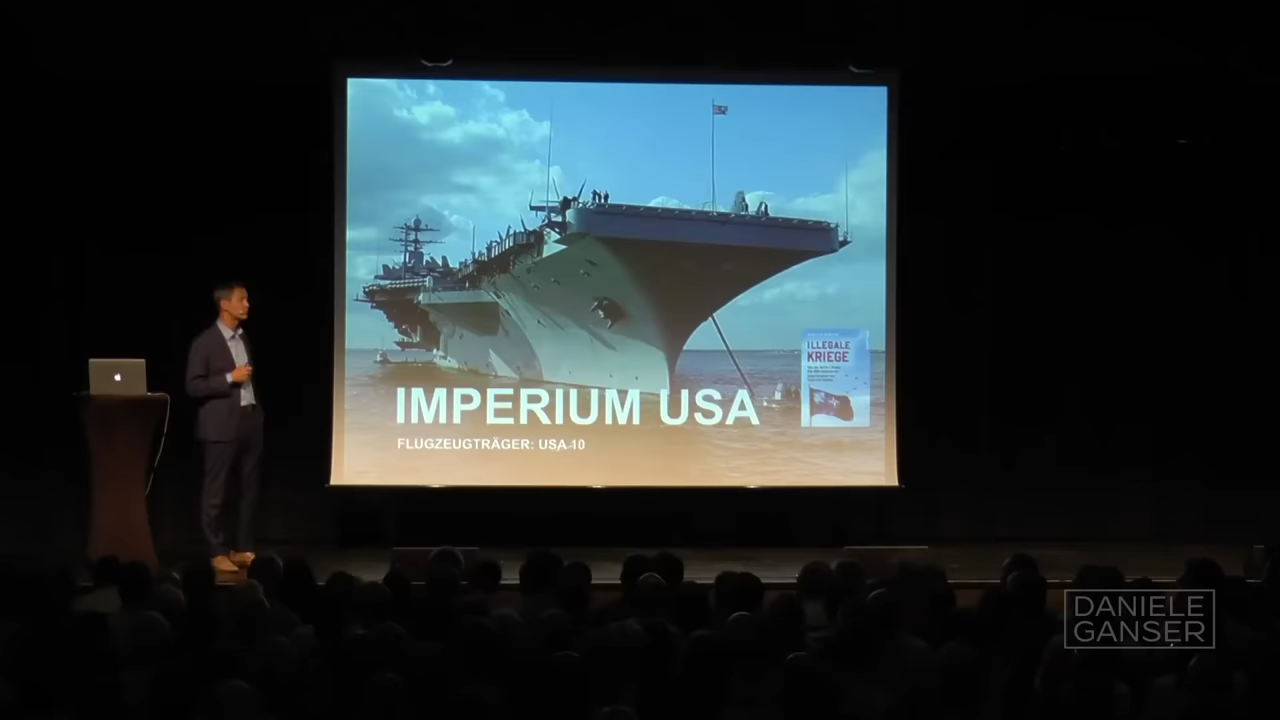 ILLEGALE
KRIEGE
IMPERIUM USA
FLUGZEUGTRÄGER: USA 10
DANIELE
GANSER